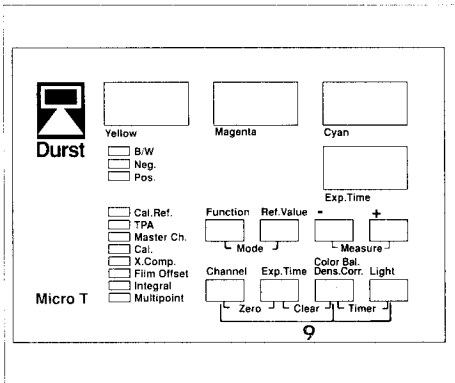 Yellow Magenta Cyan
Durst
B/W
Neg.
Pos.
Exp.Time
Cal.Ref.
TPA
Master Ch.
Cal.
X.Comp.
Film Offset
Integral
Multipoint
Function Ref.Value - +
Mode Measure
Channel Exp.Time Color Bal. Dens.Corr. Light
Zero Clear Timer
Micro T
9